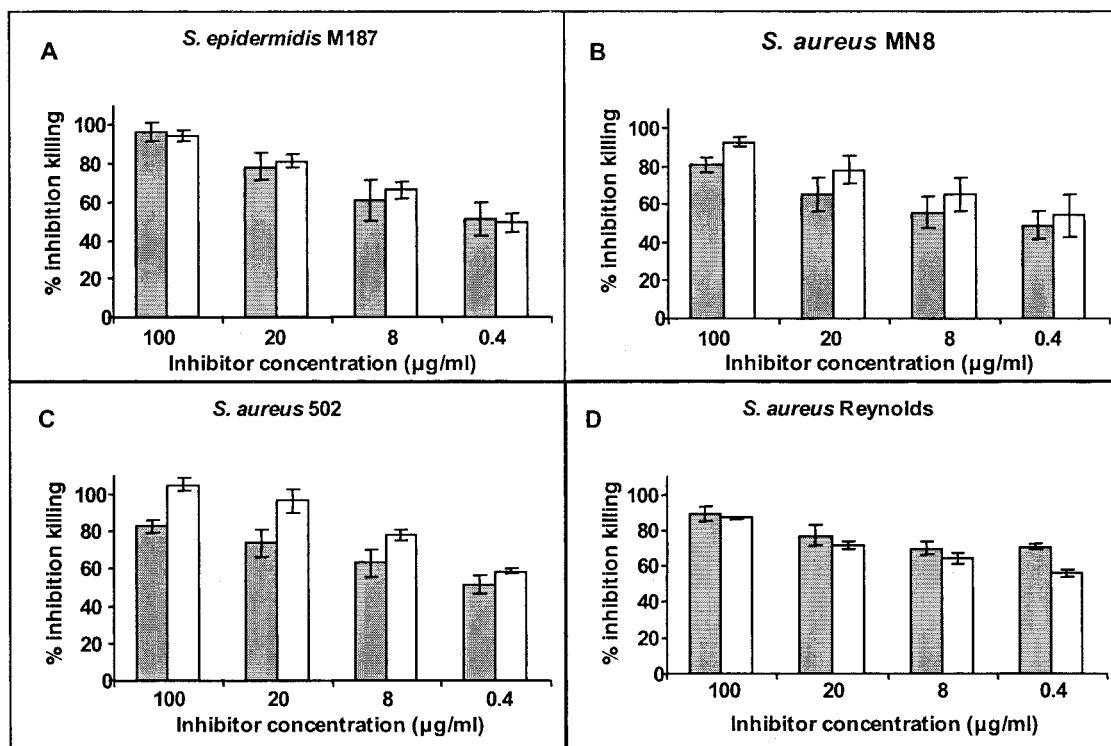 A
S. epidermidis M187
% inhibition killing
100
80
60
40
20
0
100 20 8 0.4
Inhibitor concentration (µg/ml)
B
S. aureus MN8
% inhibition killing
100
80
60
40
20
0
100 20 8 0.4
Inhibitor concentration (µg/ml)
C
S. aureus 502
% inhibition killing
100
80
60
40
20
0
100 20 8 0.4
Inhibitor concentration (µg/ml)
D
S. aureus Reynolds
% inhibition killing
100
80
60
40
20
0
100 20 8 0.4
Inhibitor concentration (µg/ml)